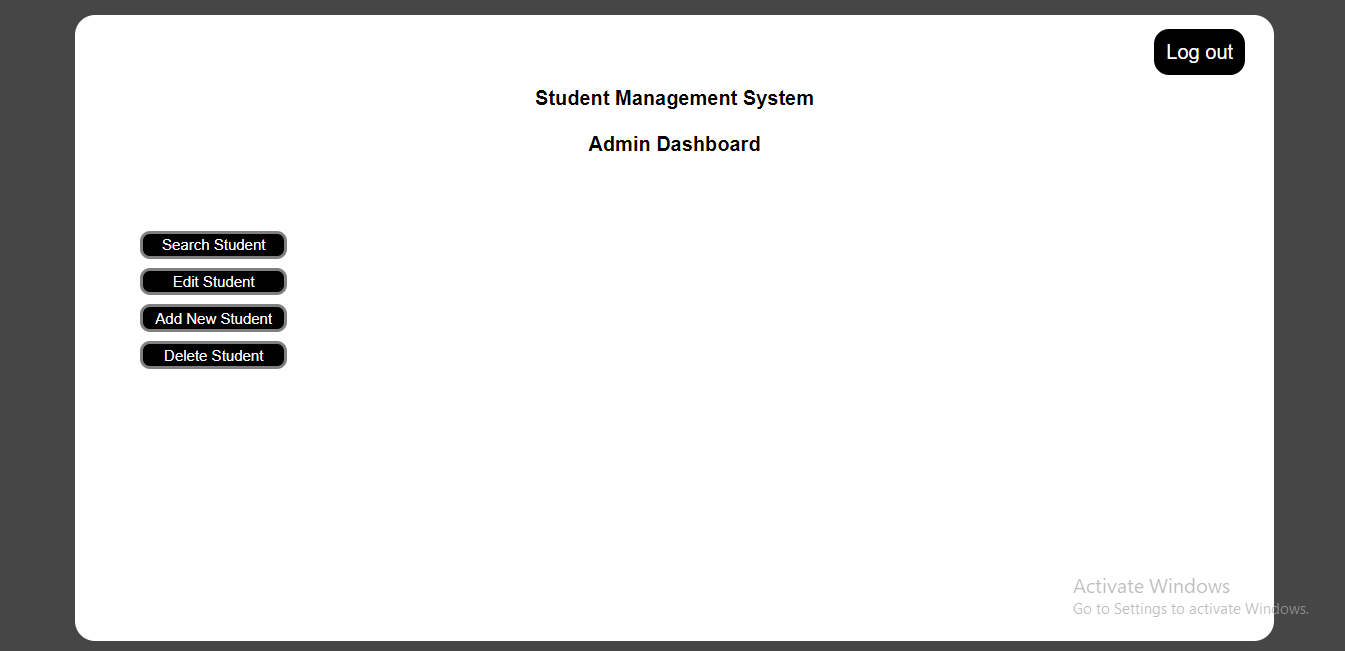 Log out
Student Management System
Admin Dashboard
Search Student
Edit Student
Add New Student
Delete Student
Activate Windows
Go to Settings to activate Windows.